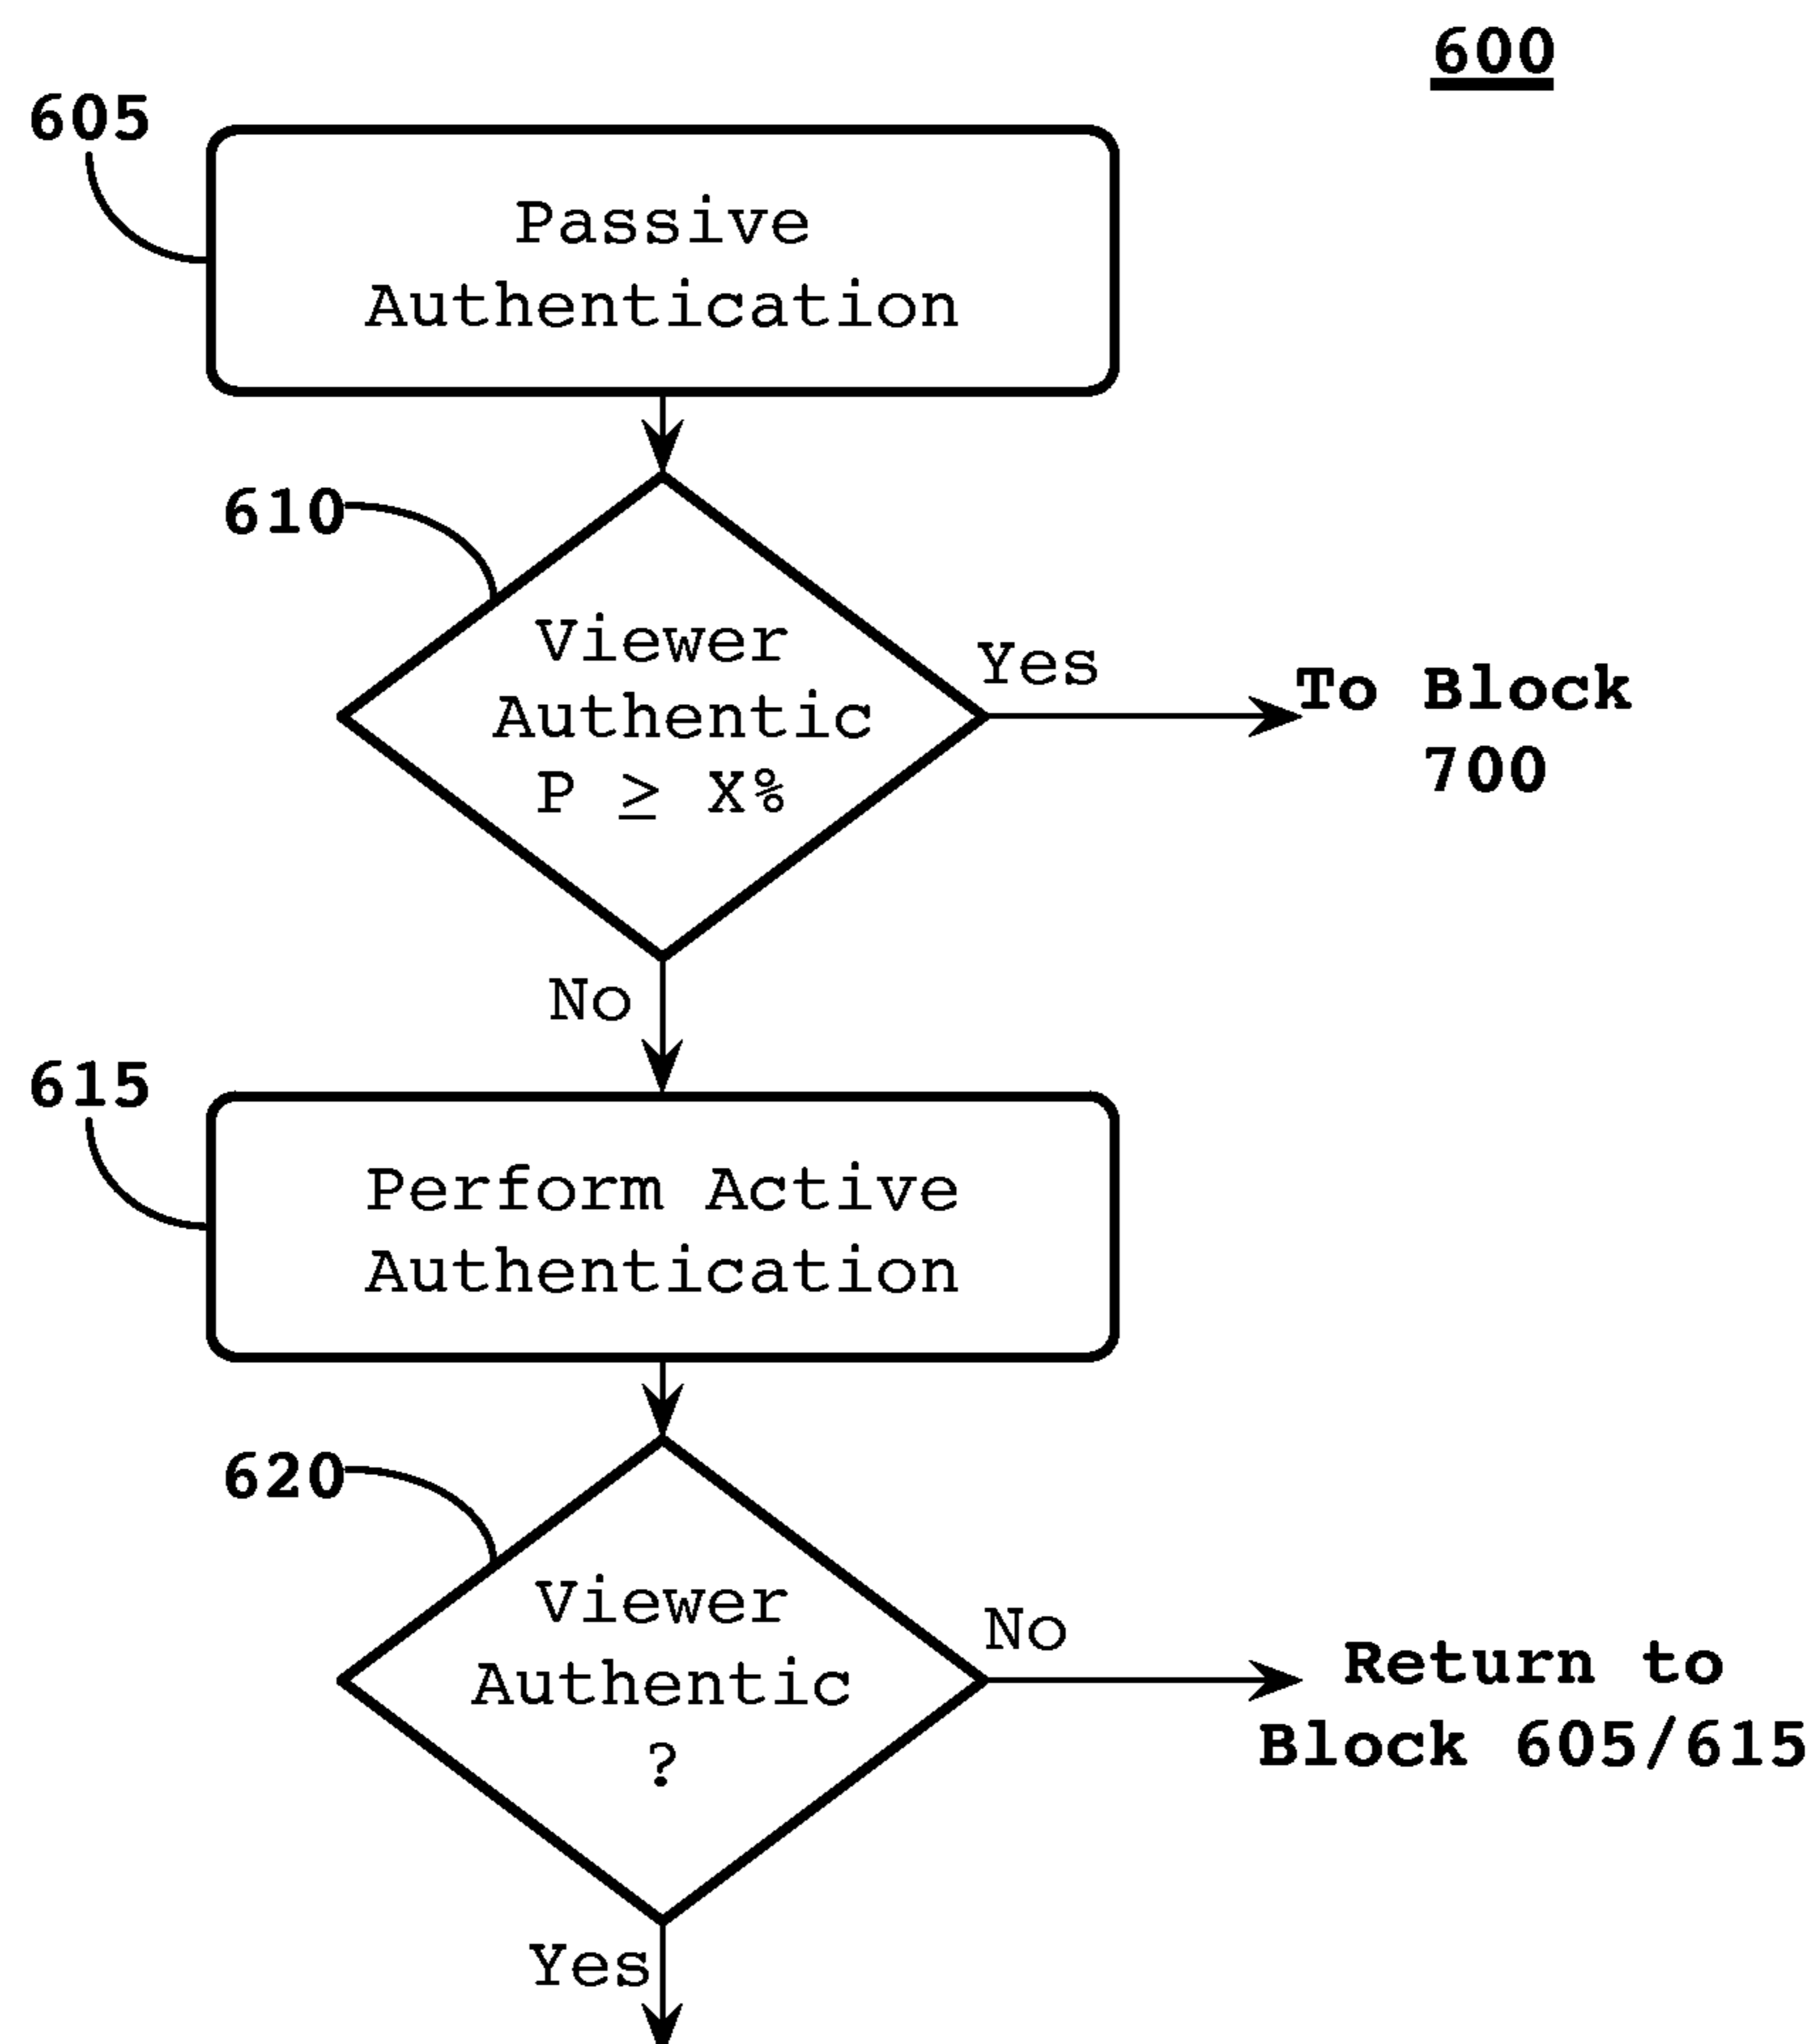 600
605
Passive
Authentication
610
Viewer
Authentic
P ≥ X%
Yes
To Block
700
No
615
Perform Active
Authentication
620
Viewer
Authentic
?
No
Return to
Block 605/615
Yes